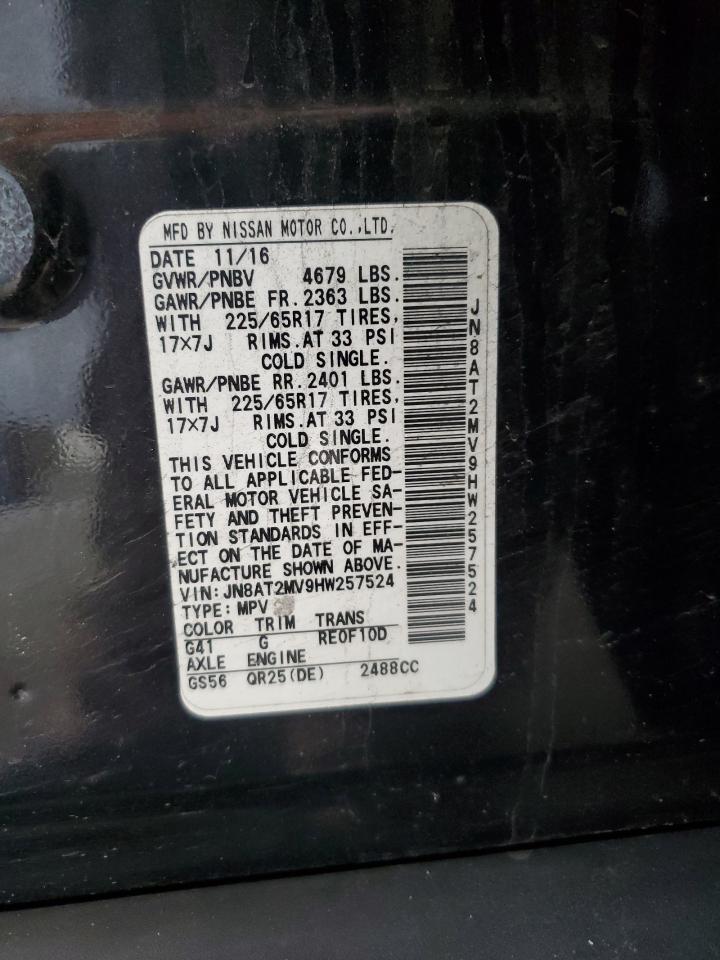 MFD BY NISSAN MOTOR CO.,LTD.
DATE 11/16
GVWR/PNBV 4679 LBS.
GAWR/PNBE FR. 2363 LBS.
WITH 225/65R17 TIRES,
17×7J RIMS. AT 33 PSI
COLD SINGLE.
GAWR/PNBE RR. 2401 LBS.
WITH 225/65R17 TIRES,
17×7J RIMS. AT 33 PSI
COLD SINGLE.
THIS VEHICLE CONFORMS
TO ALL APPLICABLE FED-
ERAL MOTOR VEHICLE SA-
FETY AND THEFT PREVEN-
TION STANDARDS IN EFF-
ECT ON THE DATE OF MA-
NUFACTURE SHOWN ABOVE.
VIN:JN8AT2MV9HW257524
TYPE:MPV
COLOR TRIM TRANS
G41 G RE0F10D
AXLE ENGINE
GS56 QR25(DE) 2488CC
JN8AT2MV9HW257524